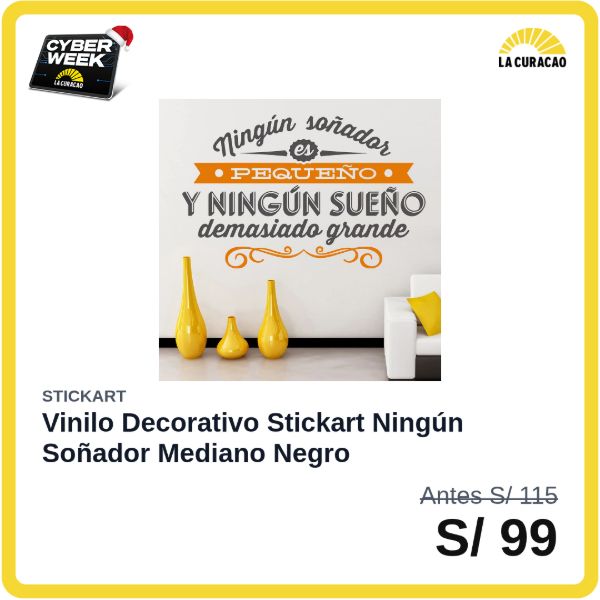 CYBER
WEEK
LA CURACAO
LA CURACAO
Ningún soñador
es
PEQUEÑO
Y NINGÚN SUEÑO
demasiado grande
STICKART
Vinilo Decorativo Stickart Ningún
Soñador Mediano Negro
Antes S/ 115
S/ 99